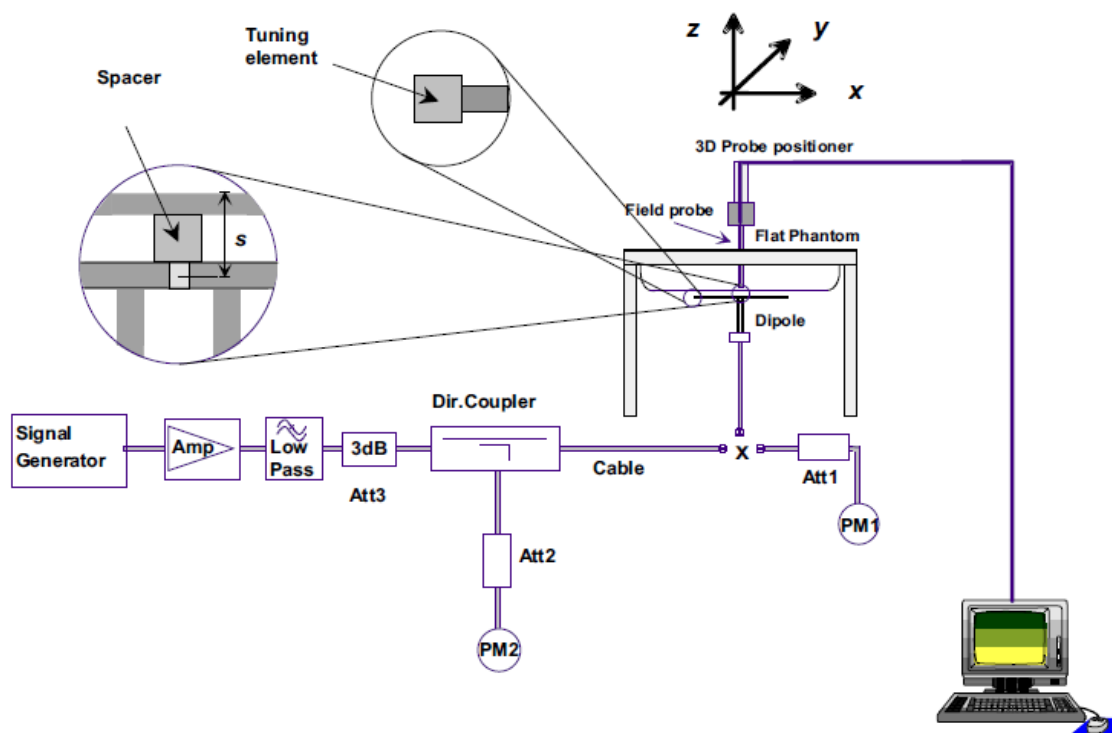 Tuning
element
Spacer
s
z
y
x
3D Probe positioner
Field probe
Flat Phantom
Dipole
Dir.Coupler
Signal
Generator
Amp
Low
Pass
3dB
Att3
Cable
X
Att1
PM1
Att2
PM2